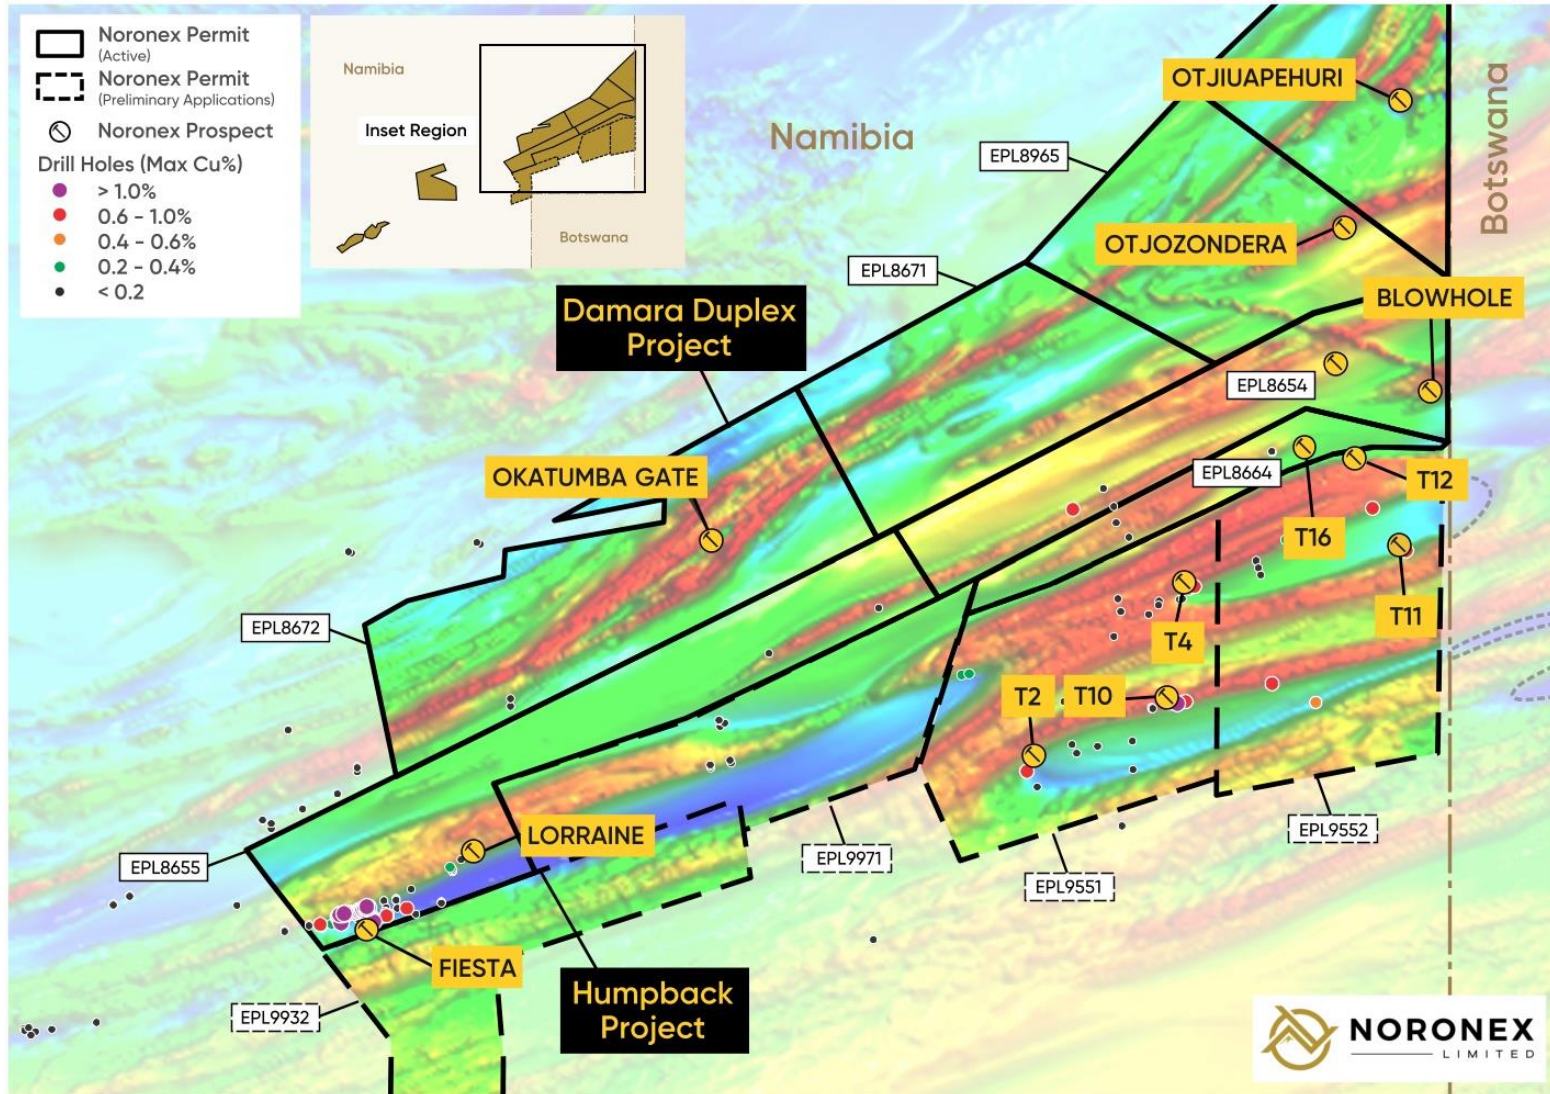 Noronex Permit
(Active)
Noronex Permit
(Preliminary Applications)
Noronex Prospect
Drill Holes (Max Cu%)
> 1.0%
0.6 - 1.0%
0.4 - 0.6%
0.2 - 0.4%
< 0.2
Namibia
Inset Region
Botswana
Namibia
Botswana
OTJIUAPEHURI
EPL8965
OTJOZONDERA
EPL8671
BLOWHOLE
Damara Duplex
Project
EPL8654
OKATUMBA GATE
EPL8664
T12
T16
EPL8672
T11
T4
T2
T10
LORRAINE
EPL9552
EPL8655
EPL9971
EPL9551
FIESTA
EPL9932
Humpback
Project
NORONEX
LIMITED